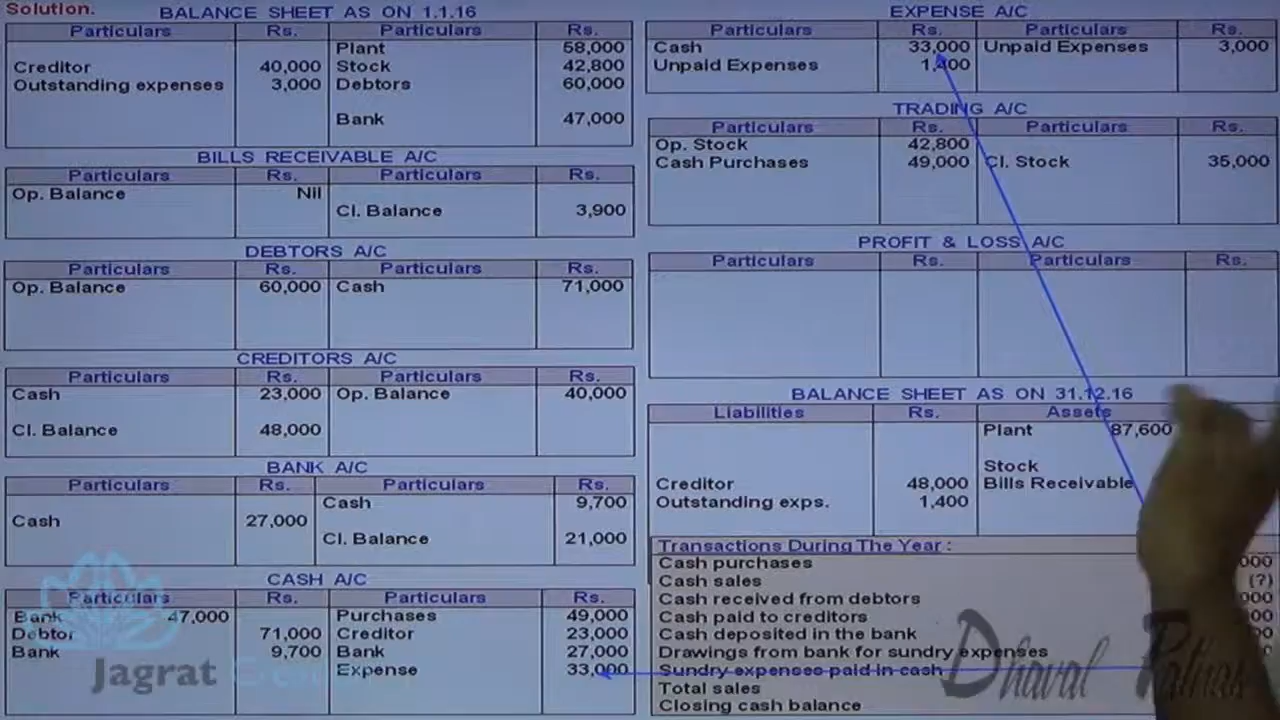 Solution.
BALANCE SHEET AS ON 1.1.16
Particulars Rs. Particulars Rs.
Plant 58,000
Creditor 40,000 Stock 42,800
Outstanding expenses 3,000 Debtors 60,000
Bank 47,000
BILLS RECEIVABLE A/C
Particulars Rs. Particulars Rs.
Op. Balance Nil
Cl. Balance 3,900
DEBTORS A/C
Particulars Rs. Particulars Rs.
Op. Balance 60,000 Cash 71,000
CREDITORS A/C
Particulars Rs. Particulars Rs.
Cash 23,000 Op. Balance 40,000
Cl. Balance 48,000
BANK A/C
Particulars Rs. Particulars Rs.
Cash 9,700
Cash 27,000
Cl. Balance 21,000
CASH A/C
Particulars Rs. Particulars Rs.
Bank 47,000 Purchases 49,000
Debtor 71,000 Creditor 23,000
Bank 9,700 Bank 27,000
Expense 33,000
EXPENSE A/C
Particulars Rs. Particulars Rs.
Cash 33,000 Unpaid Expenses 3,000
Unpaid Expenses 1,400
TRADING A/C
Particulars Rs. Particulars Rs.
Op. Stock 42,800
Cash Purchases 49,000 Cl. Stock 35,000
PROFIT & LOSS A/C
Particulars Rs. Particulars Rs.
BALANCE SHEET AS ON 31.12.16
Liabilities Rs. Assets
Plant 87,600
Stock
Creditor 48,000 Bills Receivable
Outstanding exps. 1,400
Transactions During The Year :
Cash purchases 000
Cash sales (?)
Cash received from debtors 000
Cash paid to creditors 00
Cash deposited in the bank 00
Drawings from bank for sundry expenses
Sundry expenses paid in cash
Total sales
Closing cash balance
Jagrat
Dhaval